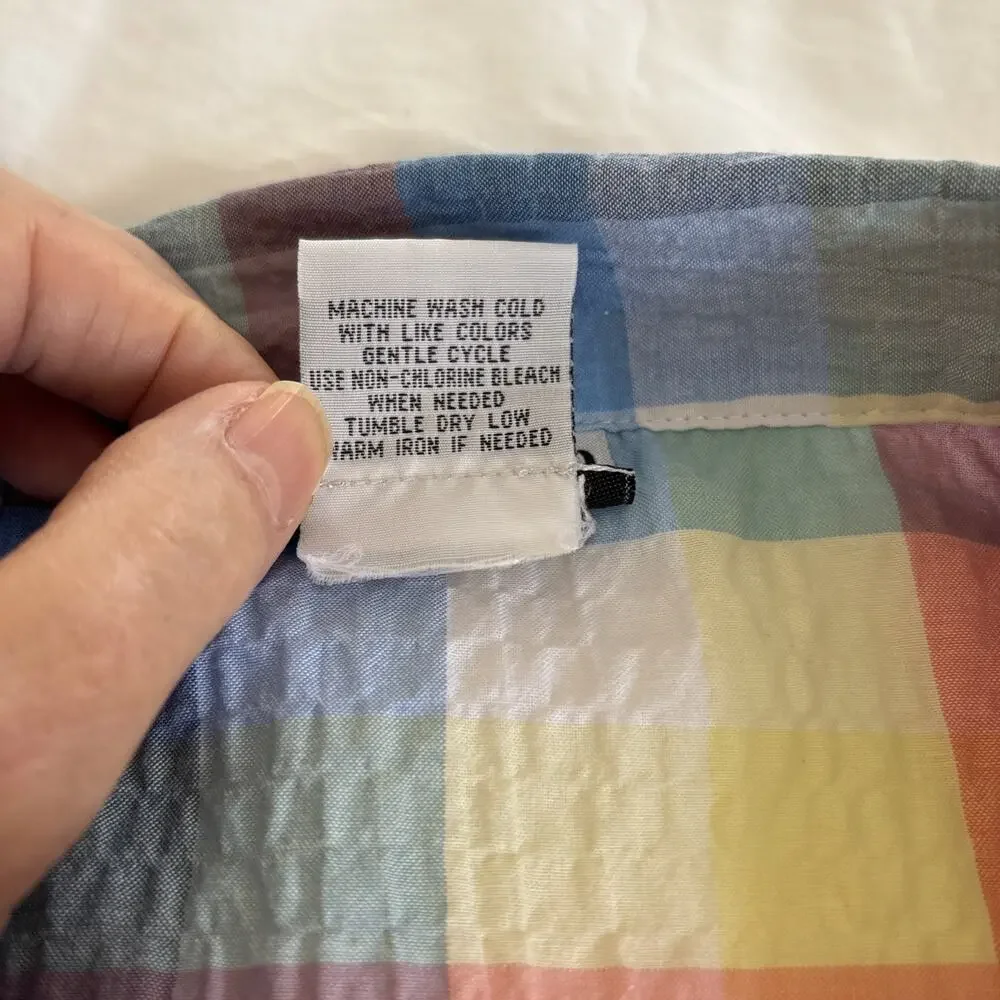 MACHINE WASH COLD
WITH LIKE COLORS
GENTLE CYCLE
USE NON-CHLORINE BLEACH
WHEN NEEDED
TUMBLE DRY LOW
WARM IRON IF NEEDED